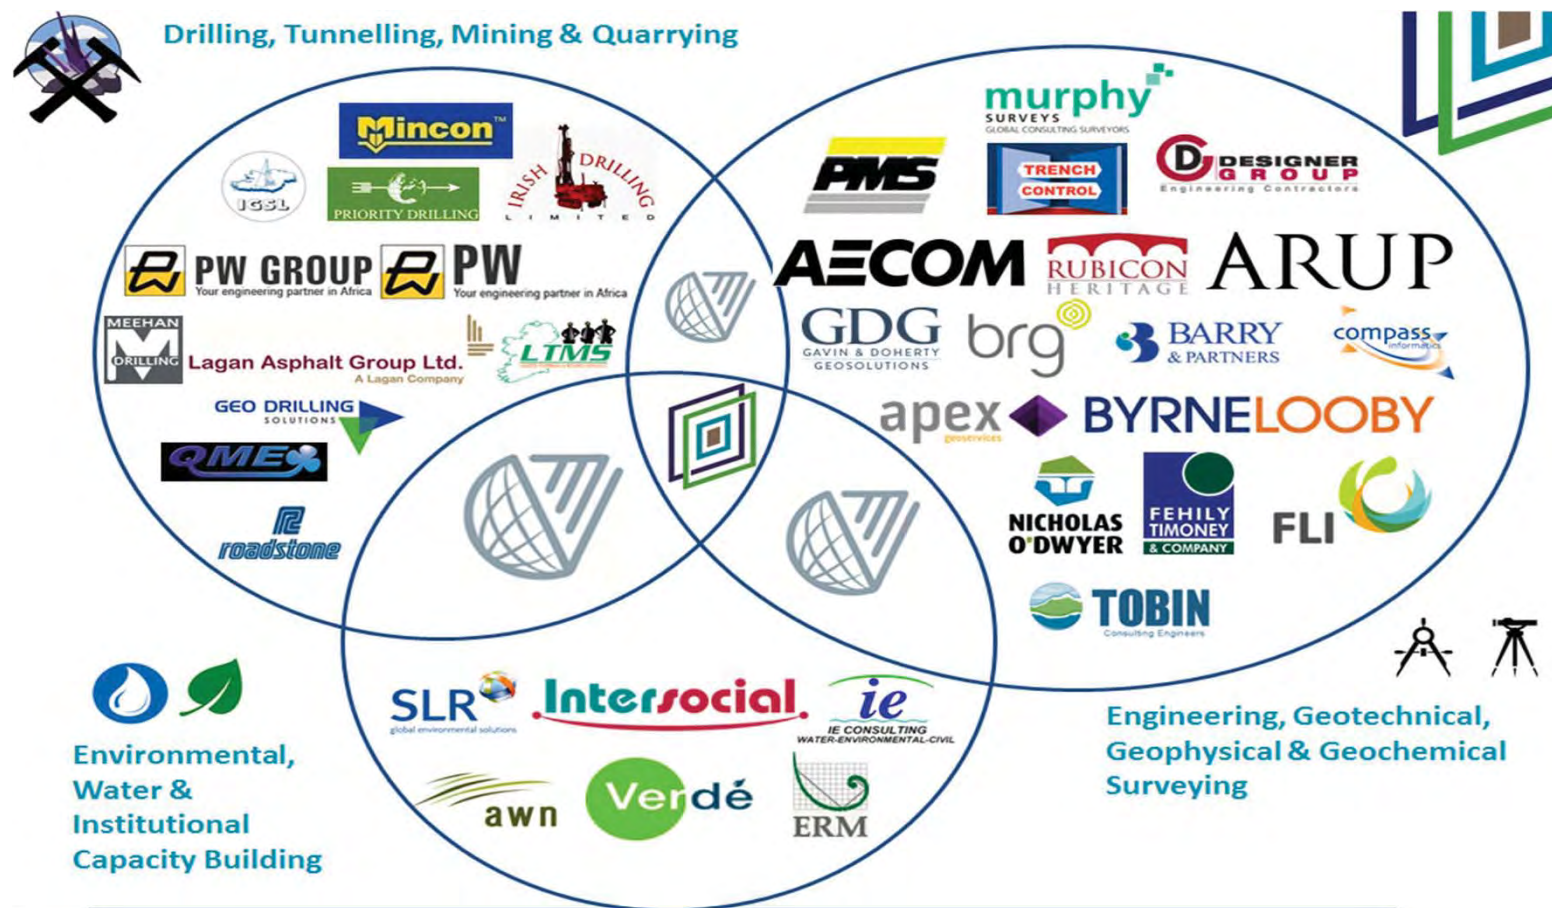 Drilling, Tunnelling, Mining & Quarrying
Mincon™
IGSL
PRIORITY DRILLING
IRISH DRILLING
LIMITED
PW GROUP
Your engineering partner in Africa
PW
Your engineering partner in Africa
MEEHAN
DRILLING
Lagan Asphalt Group Ltd.
A Lagan Company
LTMS
GEO DRILLING
SOLUTIONS
QME
roadstone
murphy
SURVEYS
GLOBAL CONSULTING SURVEYORS
PMS
TRENCH
CONTROL
DESIGNER
GROUP
Engineering Contractors
AECOM
RUBICON
HERITAGE
ARUP
GDG
GAVIN & DOHERTY
GEOSOLUTIONS
brg
BARRY
& PARTNERS
compass
informatics
apex
geoservices
BYRNELOOBY
NICHOLAS
O'DWYER
FEHILY
TIMONEY
& COMPANY
FLI
TOBIN
Consulting Engineers
SLR
global environmental solutions
Intersocial
ie
IE CONSULTING
WATER-ENVIRONMENTAL-CIVIL
awn
Verdé
ERM
Environmental,
Water &
Institutional
Capacity Building
Engineering, Geotechnical,
Geophysical & Geochemical
Surveying